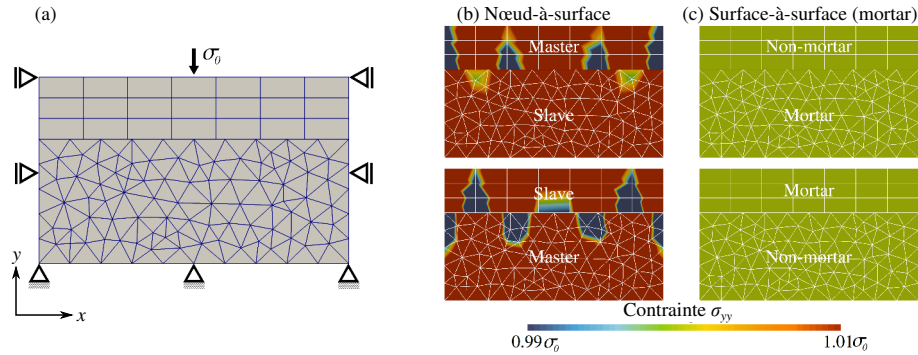 (a)
σ₀
y
x
(b) Nœud-à-surface
Master
Slave
Slave
Master
(c) Surface-à-surface (mortar)
Non-mortar
Mortar
Mortar
Non-mortar
Contrainte σyy
0.99σ₀
1.01σ₀